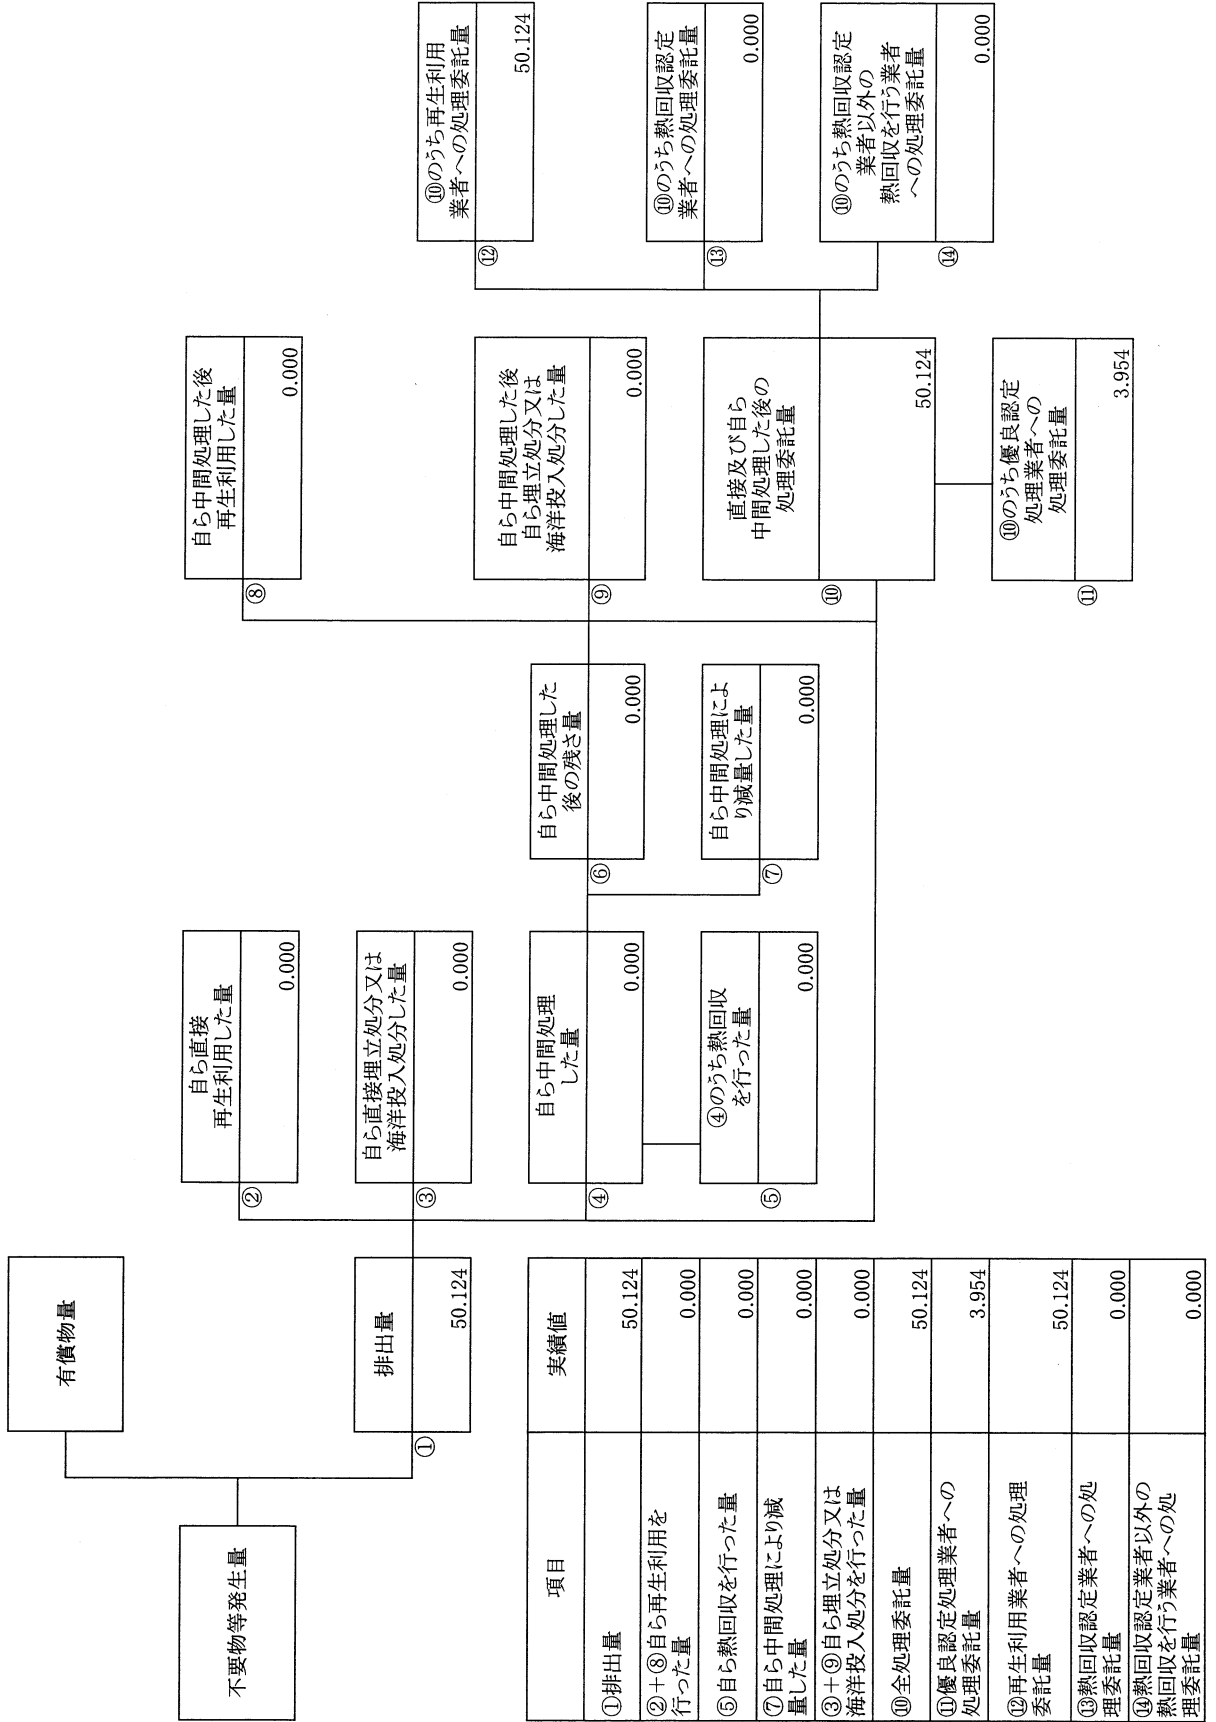 不要物等発生量
有償物量
排出量
①
50.124
自ら直接
再生利用した量
②
0.000
自ら直接埋立処分又は
海洋投入処分した量
③
0.000
自ら中間処理
した量
④
0.000
④のうち熱回収
を行った量
⑤
0.000
自ら中間処理した
後の残さ量
⑥
0.000
自ら中間処理によ
り減量した量
⑦
0.000
自ら中間処理した後
再生利用した量
⑧
0.000
自ら中間処理した後
自ら埋立処分又は
海洋投入処分した量
⑨
0.000
直接及び自ら
中間処理した後の
処理委託量
⑩
50.124
⑩のうち優良認定
処理業者への
処理委託量
⑪
3.954
⑩のうち再生利用
業者への処理委託量
⑫
50.124
⑩のうち熱回収認定
業者への処理委託量
⑬
0.000
⑩のうち熱回収認定
業者以外の
熱回収を行う業者
への処理委託量
⑭
0.000
項目 実績値
①排出量 50.124
②+⑧自ら再生利用を
行った量 0.000
⑤自ら熱回収を行った量 0.000
⑦自ら中間処理により減
量した量 0.000
③+⑨自ら埋立処分又は
海洋投入処分を行った量 0.000
⑩全処理委託量 50.124
⑪優良認定処理業者への
処理委託量 3.954
⑫再生利用業者への処理
委託量 50.124
⑬熱回収認定業者への処
理委託量 0.000
⑭熱回収認定業者以外の
熱回収を行う業者への処
理委託量 0.000